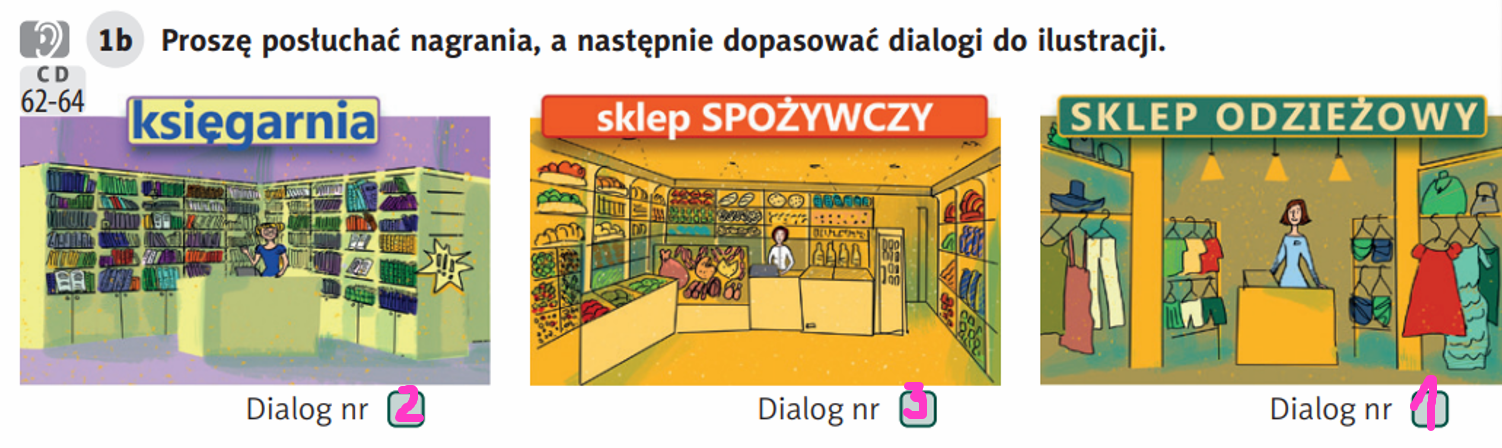 1b Proszę posłuchać nagrania, a następnie dopasować dialogi do ilustracji.
CD
62-64
księgarnia
sklep SPOŻYWCZY
SKLEP ODZIEŻOWY
!!!
Dialog nr 2
Dialog nr 3
Dialog nr 1